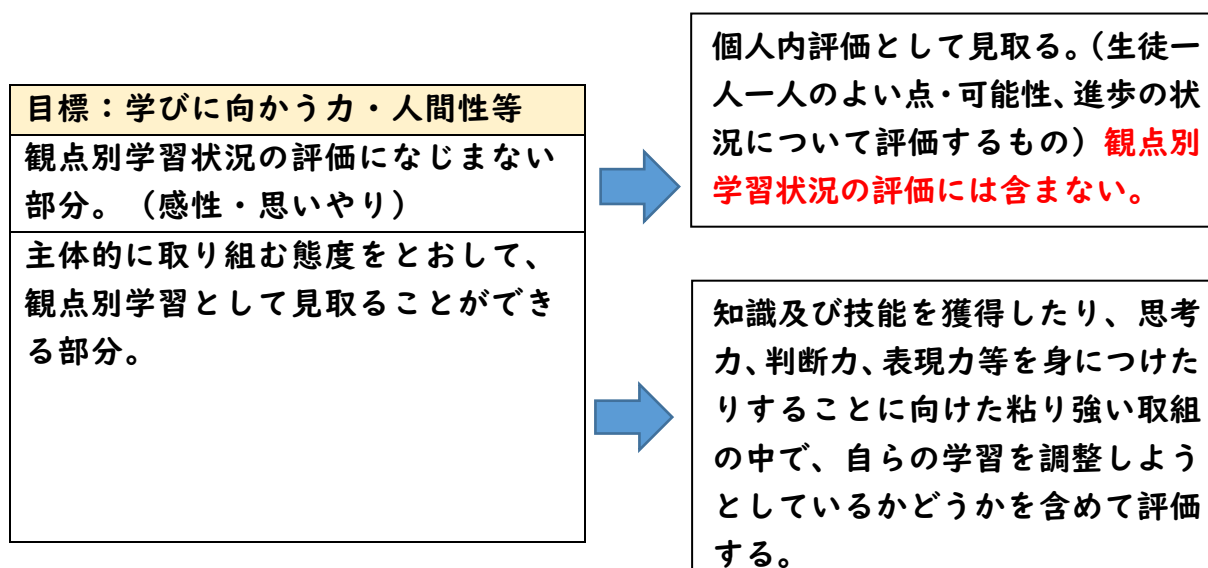 目標：学びに向かう力・人間性等
観点別学習状況の評価になじまない
部分。（感性・思いやり）
主体的に取り組む態度をとおして、
観点別学習として見取ることができ
る部分。
個人内評価として見取る。（生徒一
人一人のよい点・可能性、進歩の状
況について評価するもの）観点別
学習状況の評価には含まない。
知識及び技能を獲得したり、思考
力、判断力、表現力等を身につけた
りすることに向けた粘り強い取組
の中で、自らの学習を調整しよう
としているかどうかを含めて評価
する。